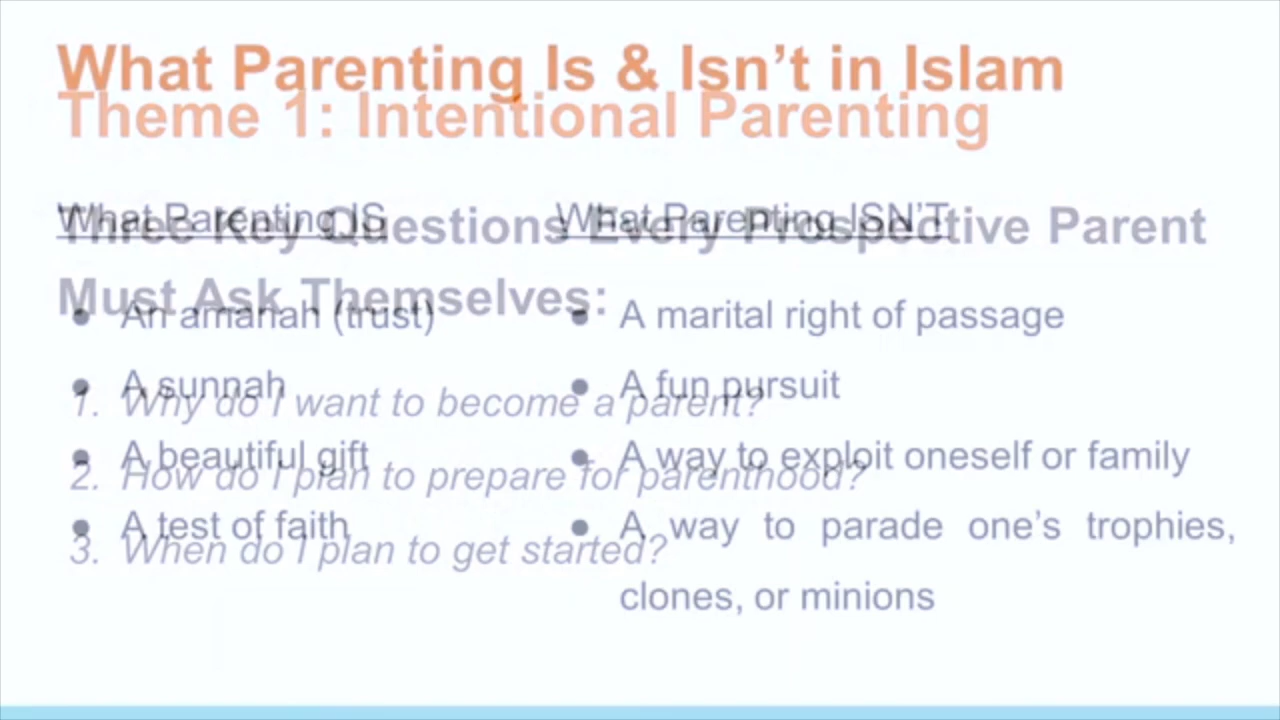 What Parenting Is & Isn't in Islam
Theme 1: Intentional Parenting
What Parenting IS
What Parenting ISN'T
Three Key Questions Every Prospective Parent
Must Ask Themselves:
• An amanah (trust)
• A marital right of passage
• A sunnah
• A fun pursuit
1. Why do I want to become a parent?
• A beautiful gift
• A way to exploit oneself or family
2. How do I plan to prepare for parenthood?
• A test of faith
• A way to parade one's trophies,
3. When do I plan to get started?
clones, or minions